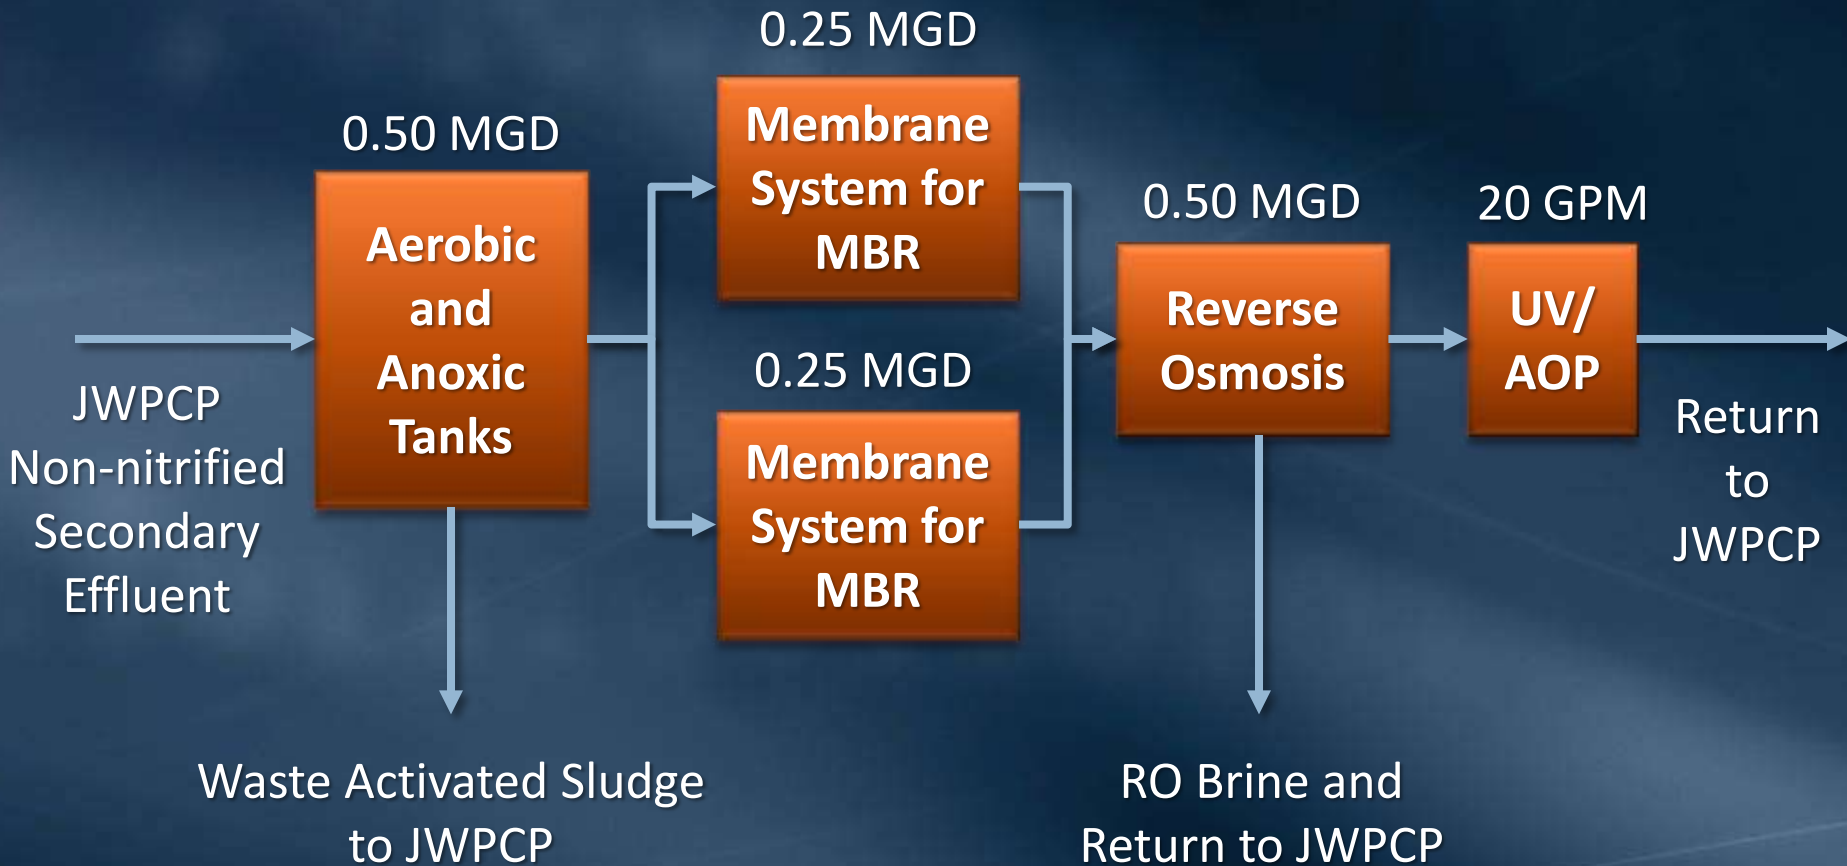 0.50 MGD
Aerobic
and
Anoxic
Tanks
JWPCP
Non-nitrified
Secondary
Effluent
Waste Activated Sludge
to JWPCP
0.25 MGD
Membrane
System for
MBR
0.25 MGD
Membrane
System for
MBR
0.50 MGD
Reverse
Osmosis
RO Brine and
Return to JWPCP
20 GPM
UV/
AOP
Return
to
JWPCP